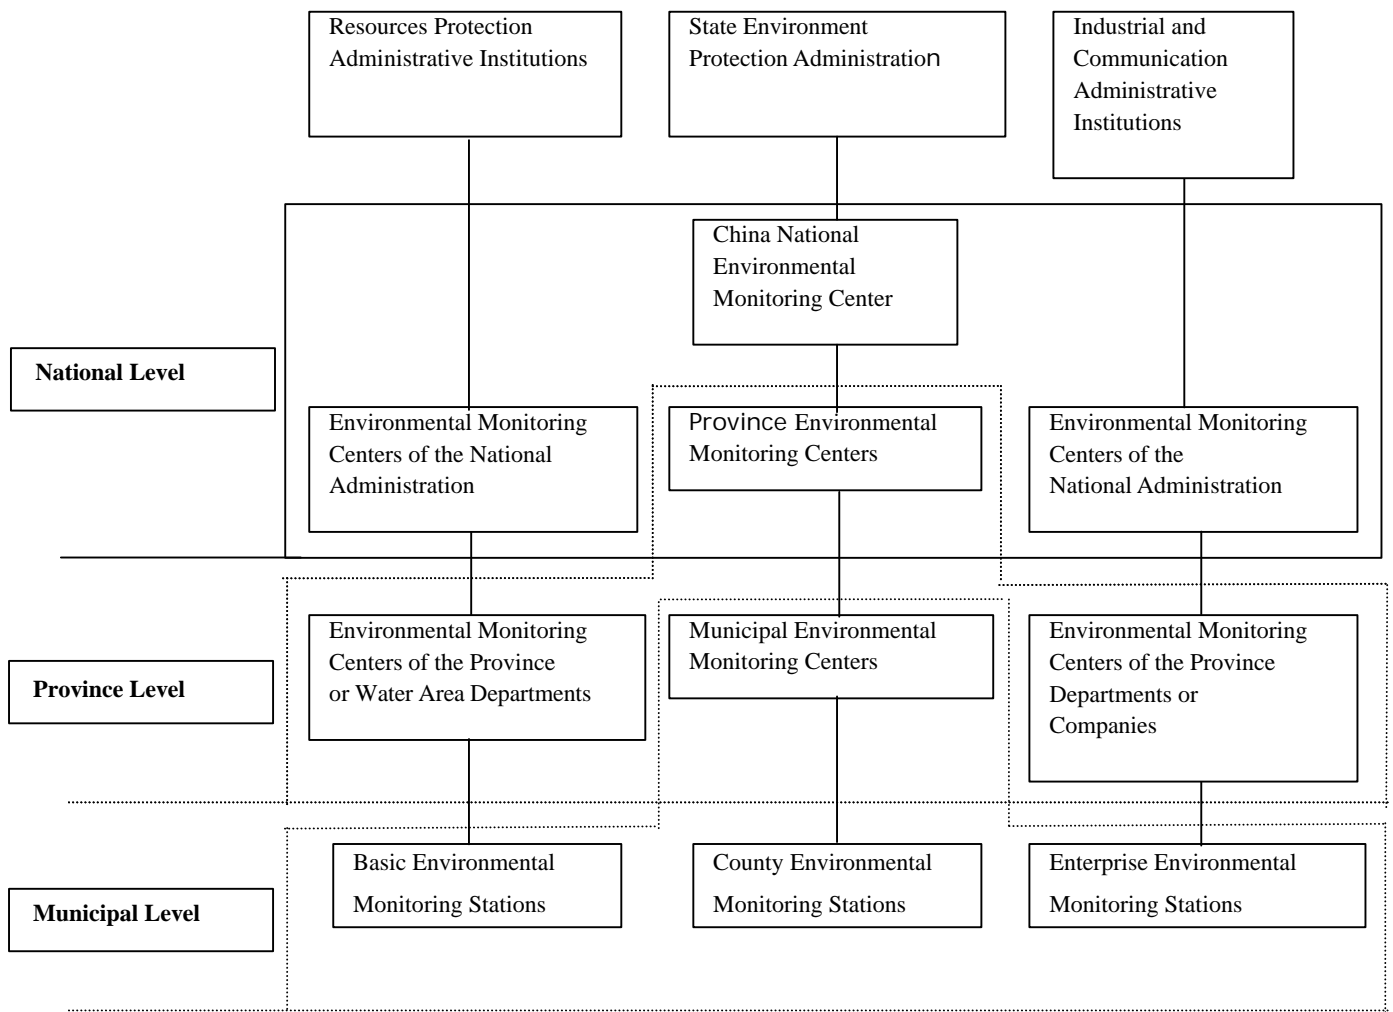 Resources Protection
Administrative Institutions
State Environment
Protection Administration
Industrial and
Communication
Administrative
Institutions
China National
Environmental
Monitoring Center
National Level
Environmental Monitoring
Centers of the National
Administration
Province Environmental
Monitoring Centers
Environmental Monitoring
Centers of the
National Administration
Province Level
Environmental Monitoring
Centers of the Province
or Water Area Departments
Municipal Environmental
Monitoring Centers
Environmental Monitoring
Centers of the Province
Departments or
Companies
Municipal Level
Basic Environmental
Monitoring Stations
County Environmental
Monitoring Stations
Enterprise Environmental
Monitoring Stations